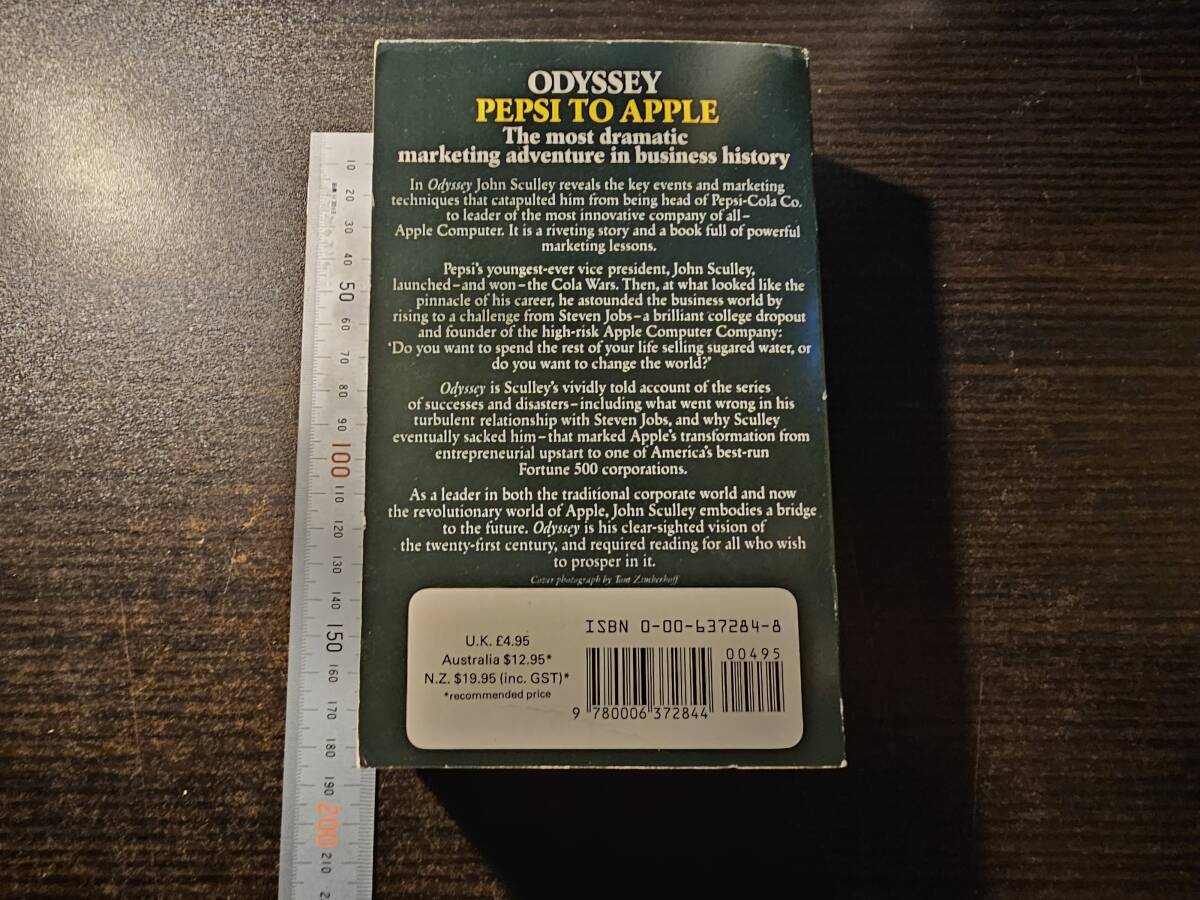 ODYSSEY
PEPSI TO APPLE
The most dramatic
marketing adventure in business history
In Odyssey John Sculley reveals the key events and marketing
techniques that catapulted him from being head of Pepsi-Cola Co.
to leader of the most innovative company of all–
Apple Computer. It is a riveting story and a book full of powerful
marketing lessons.
Pepsi's youngest-ever vice president, John Sculley,
launched–and won–the Cola Wars. Then, at what looked like the
pinnacle of his career, he astounded the business world by
rising to a challenge from Steven Jobs–a brilliant college dropout
and founder of the high-risk Apple Computer Company:
'Do you want to spend the rest of your life selling sugared water, or
do you want to change the world?'
Odyssey is Sculley's vividly told account of the series
of successes and disasters–including what went wrong in his
turbulent relationship with Steven Jobs, and why Sculley
eventually sacked him–that marked Apple's transformation from
entrepreneurial upstart to one of America's best-run
Fortune 500 corporations.
As a leader in both the traditional corporate world and now
the revolutionary world of Apple, John Sculley embodies a bridge
to the future. Odyssey is his clear-sighted vision of
the twenty-first century, and required reading for all who wish
to prosper in it.
Cover photograph by Tom Zimberhoff
U.K. £4.95
Australia $12.95*
N.Z. $19.95 (inc. GST)*
*recommended price
ISBN 0-00-637284-8
00495
9 780006 372844
10
20
30
40
50
60
70
80
90
100
110
120
130
140
150
160
170
180
190
200
210